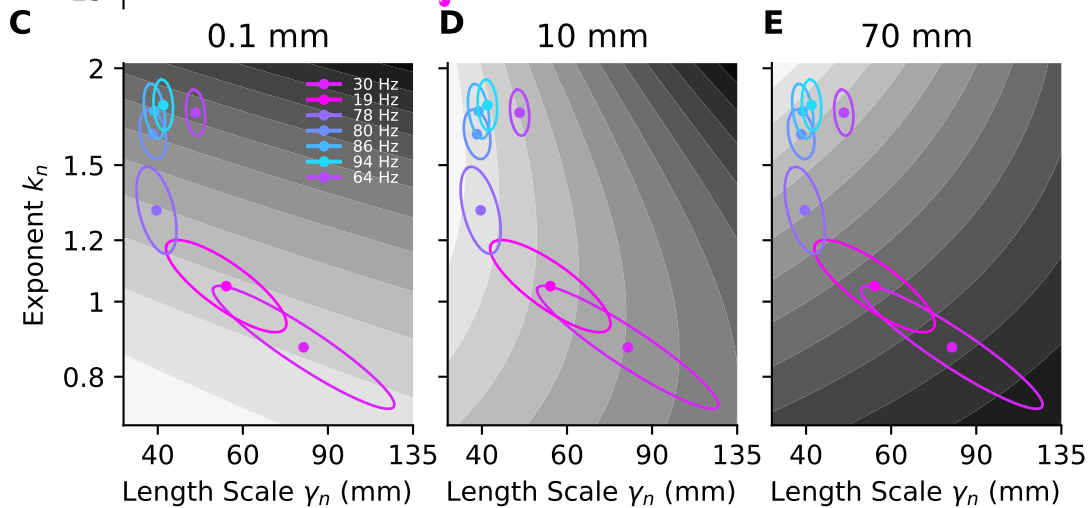 C
D
E
0.1 mm
10 mm
70 mm
2
1.5
1.2
1
0.8
Exponent kn
30 Hz
19 Hz
78 Hz
80 Hz
86 Hz
94 Hz
64 Hz
40 60 90 135
40 60 90 135
40 60 90 135
Length Scale γn (mm)
Length Scale γn (mm)
Length Scale γn (mm)